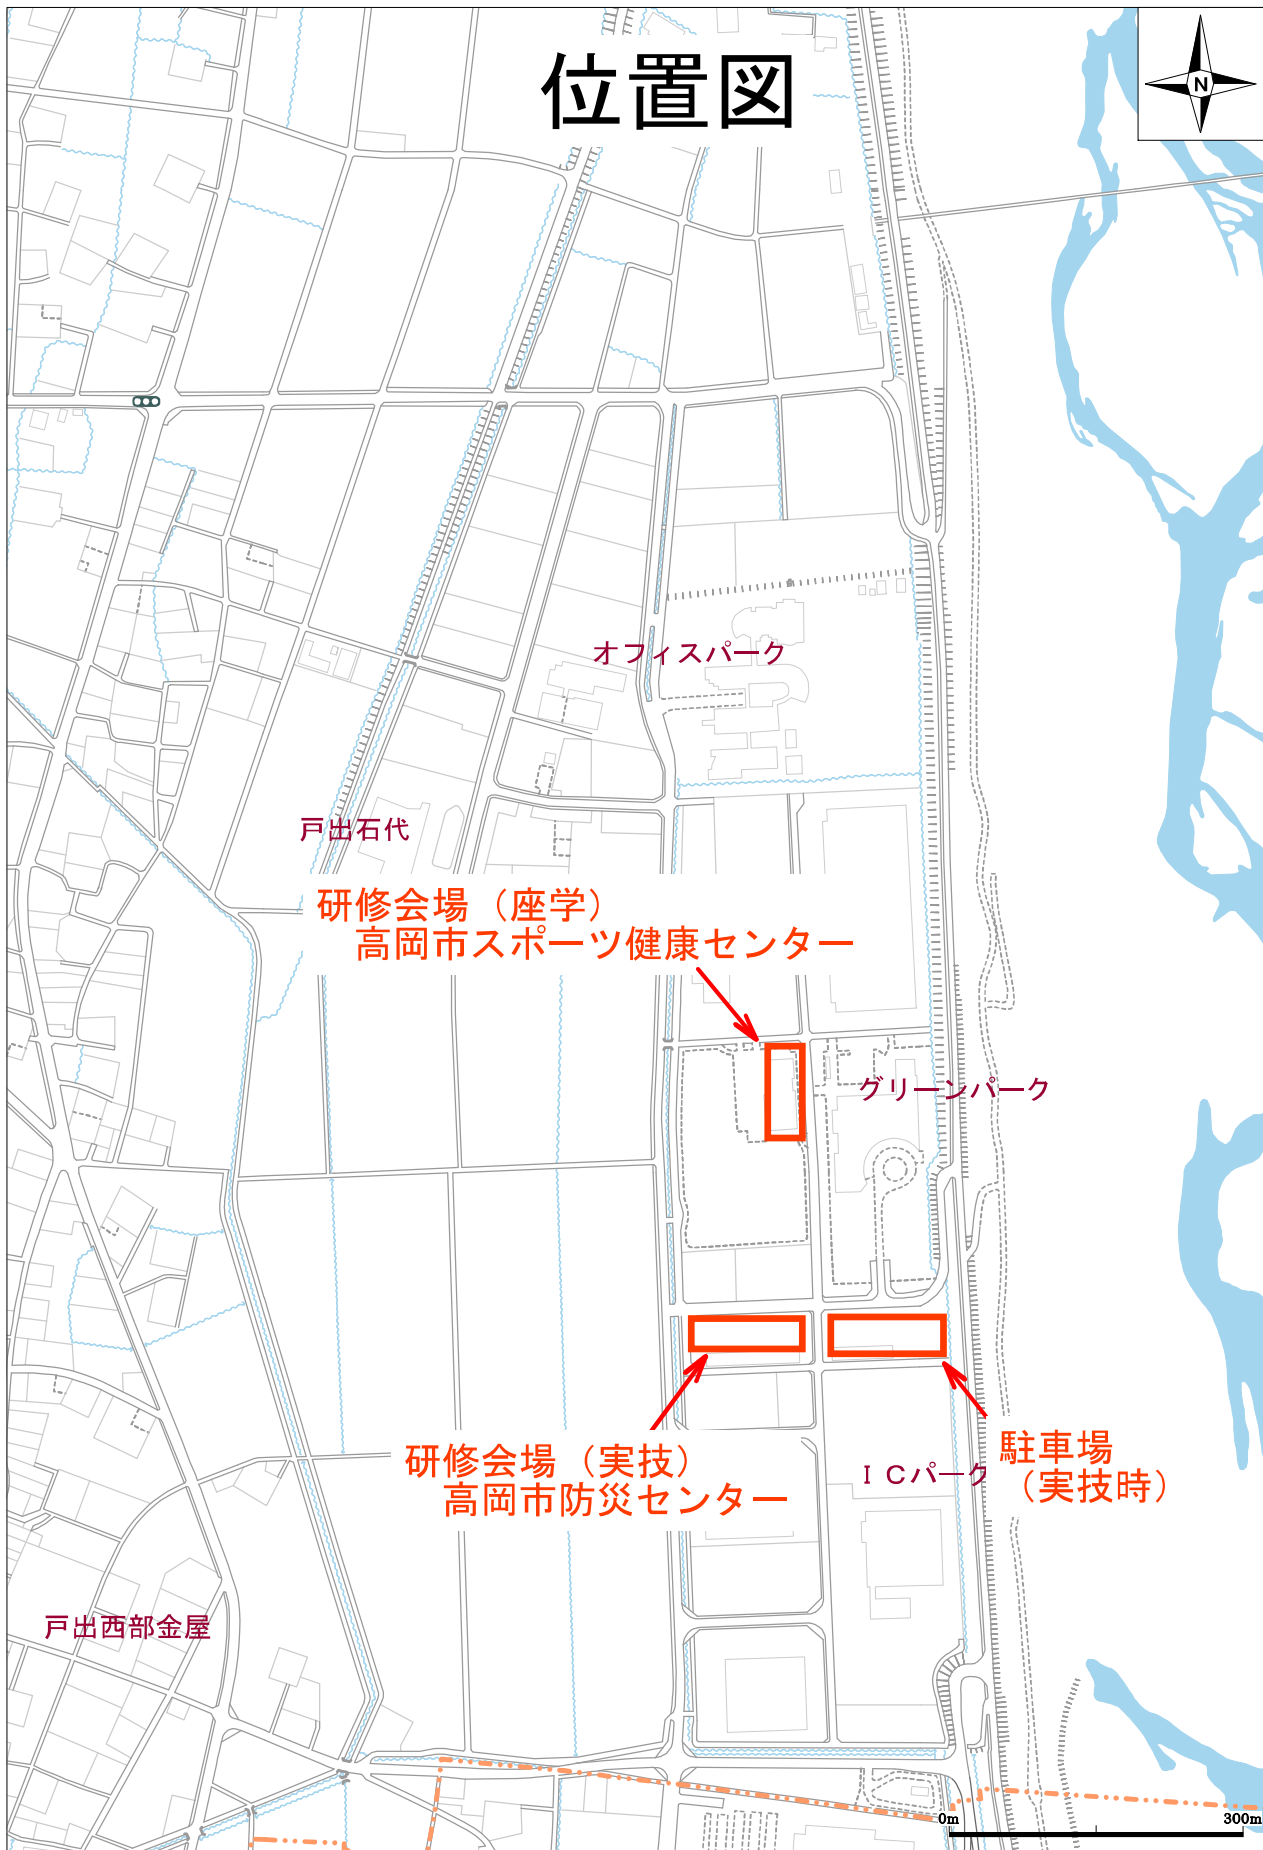 位置図
N
オフィスパーク
戸出石代
研修会場（座学）
高岡市スポーツ健康センター
グリーンパーク
研修会場（実技）
高岡市防災センター
ＩＣパーク
駐車場
（実技時）
戸出西部金屋
0m
300m